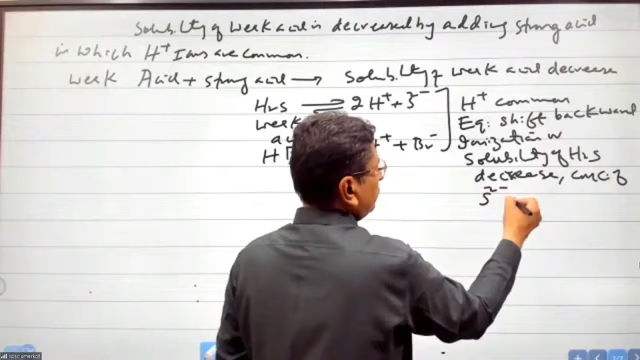 Solubility of weak acid is decreased by adding strong acid
in which H⁺ Ions are common.
weak Acid + strong acid → Solubility of weak acid decrease
H₂S ⇌ 2H⁺ + S²⁻
weak
H⁺ common
Eq: shift backward
Ionization or
Solubility of H₂S
decrease, conc: of
S²⁻
H + Br⁻